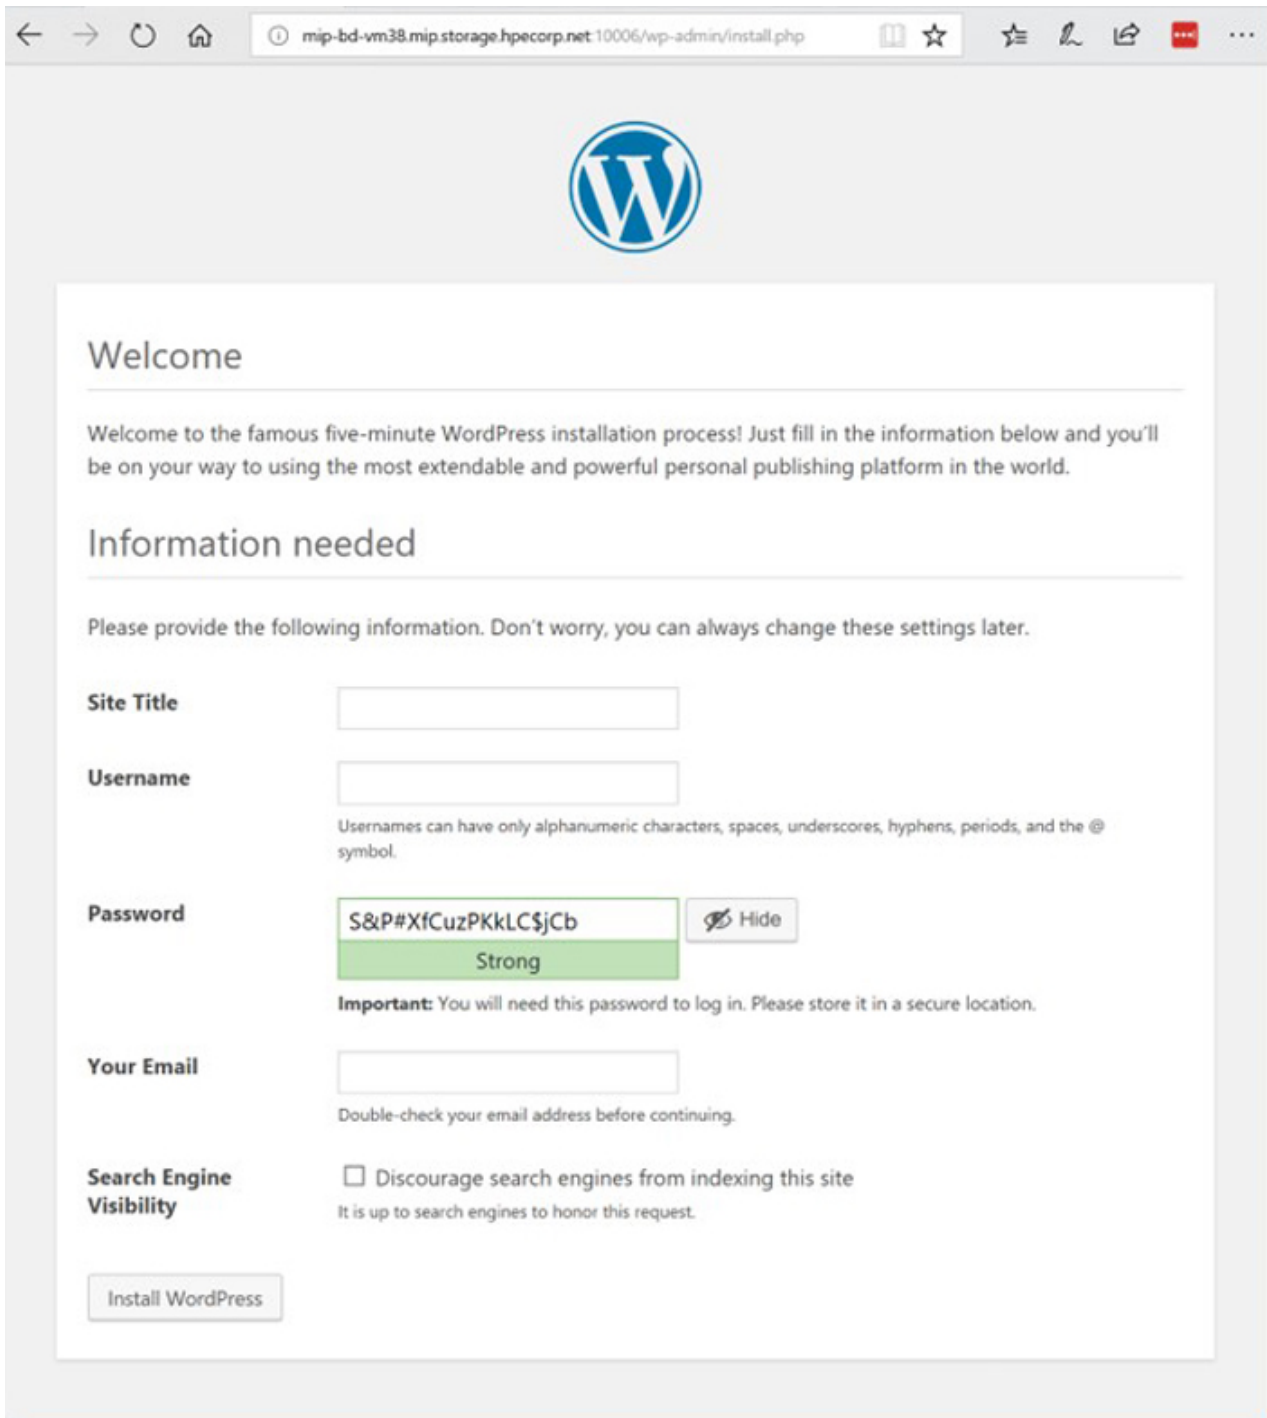 mip-bd-vm38.mip.storage.hpecorp.net:10006/wp-admin/install.php
Welcome
Welcome to the famous five-minute WordPress installation process! Just fill in the information below and you'll
be on your way to using the most extendable and powerful personal publishing platform in the world.
Information needed
Please provide the following information. Don't worry, you can always change these settings later.
Site Title
Username
Usernames can have only alphanumeric characters, spaces, underscores, hyphens, periods, and the @
symbol.
Password
S&P#XfCuzPKkLC$jCb
Hide
Strong
Important: You will need this password to log in. Please store it in a secure location.
Your Email
Double-check your email address before continuing.
Search Engine
Visibility
Discourage search engines from indexing this site
It is up to search engines to honor this request.
Install WordPress